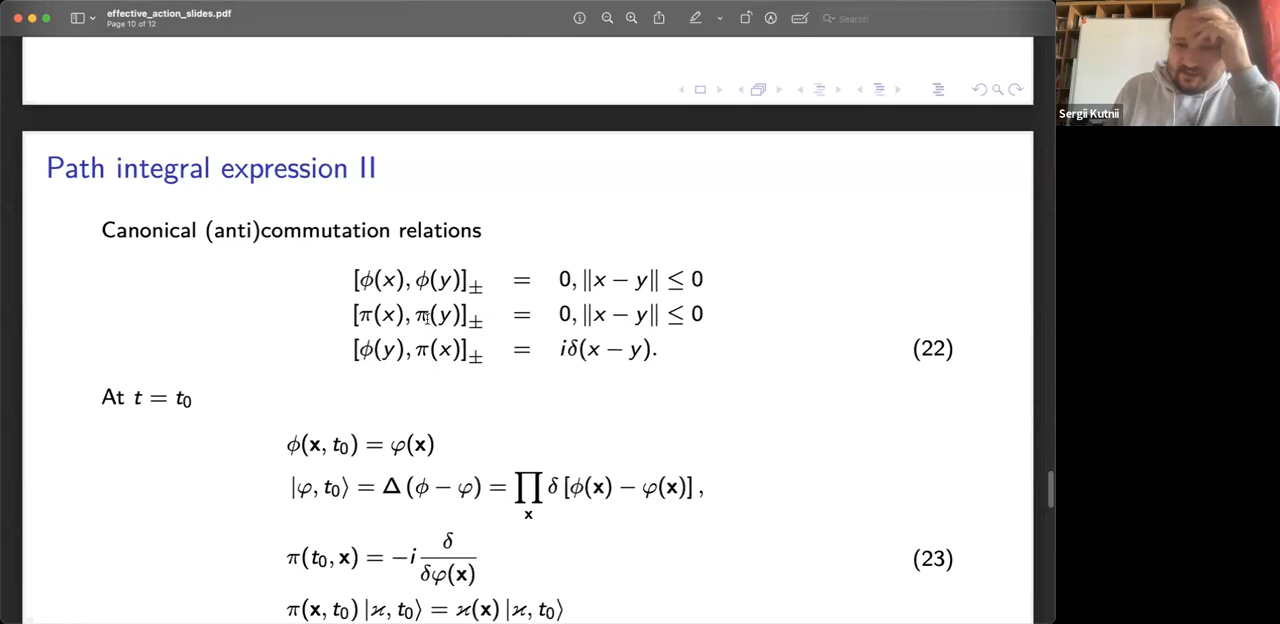 effective_action_slides.pdf
Page 10 of 12
Search
Sergii Kutnii
Path integral expression II
Canonical (anti)commutation relations
[ϕ(x), ϕ(y)]± = 0, ‖x − y‖ ≤ 0
[π(x), π(y)]± = 0, ‖x − y‖ ≤ 0
[ϕ(y), π(x)]± = iδ(x − y). (22)
At t = t₀
ϕ(𝐱, t₀) = φ(𝐱)
|φ, t₀⟩ = Δ (ϕ − φ) = ∏𝐱 δ [ϕ(𝐱) − φ(𝐱)] ,
π(t₀, 𝐱) = −i δ/δφ(𝐱) (23)
π(𝐱, t₀) |ϰ, t₀⟩ = ϰ(𝐱) |ϰ, t₀⟩